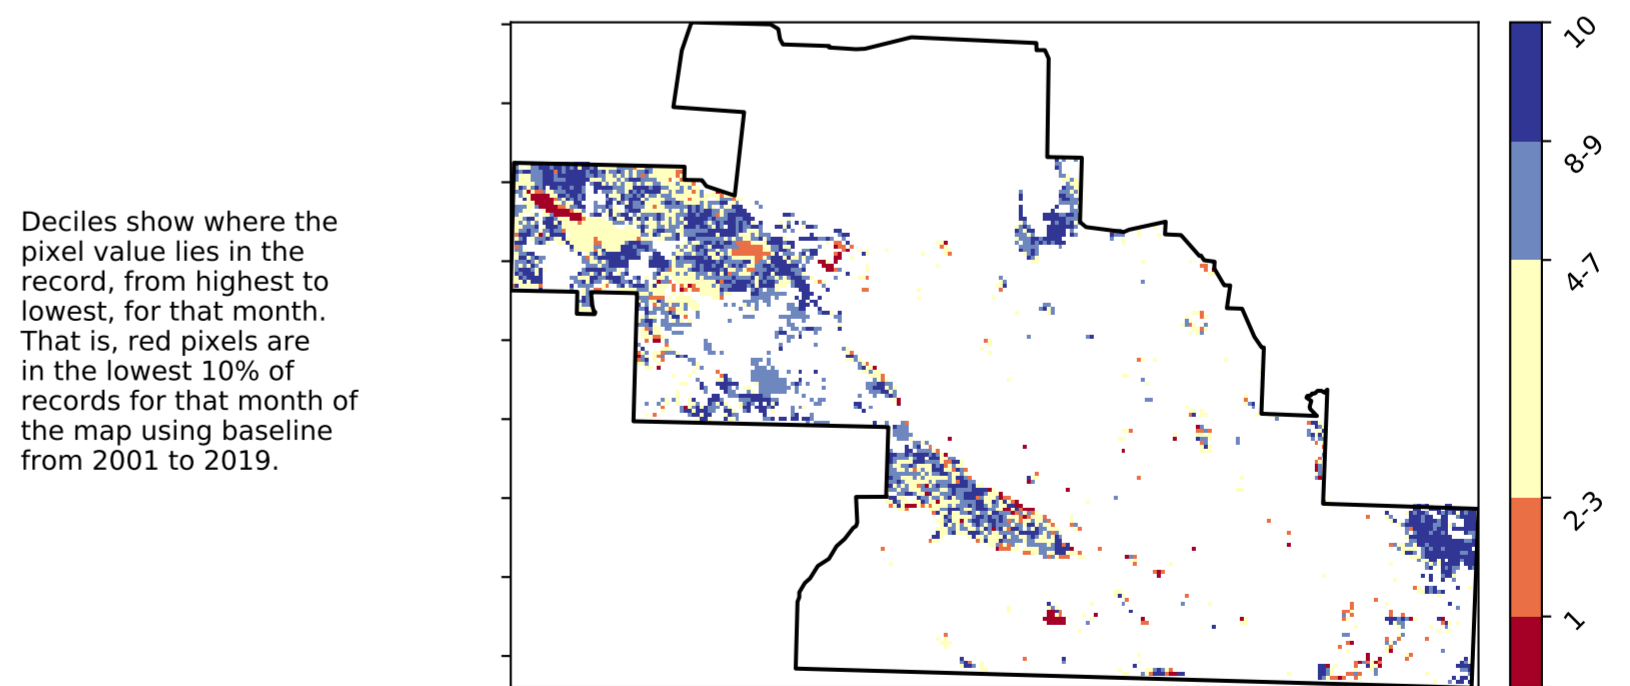 Deciles show where the
pixel value lies in the
record, from highest to
lowest, for that month.
That is, red pixels are
in the lowest 10% of
records for that month of
the map using baseline
from 2001 to 2019.
10
8-9
4-7
2-3
1